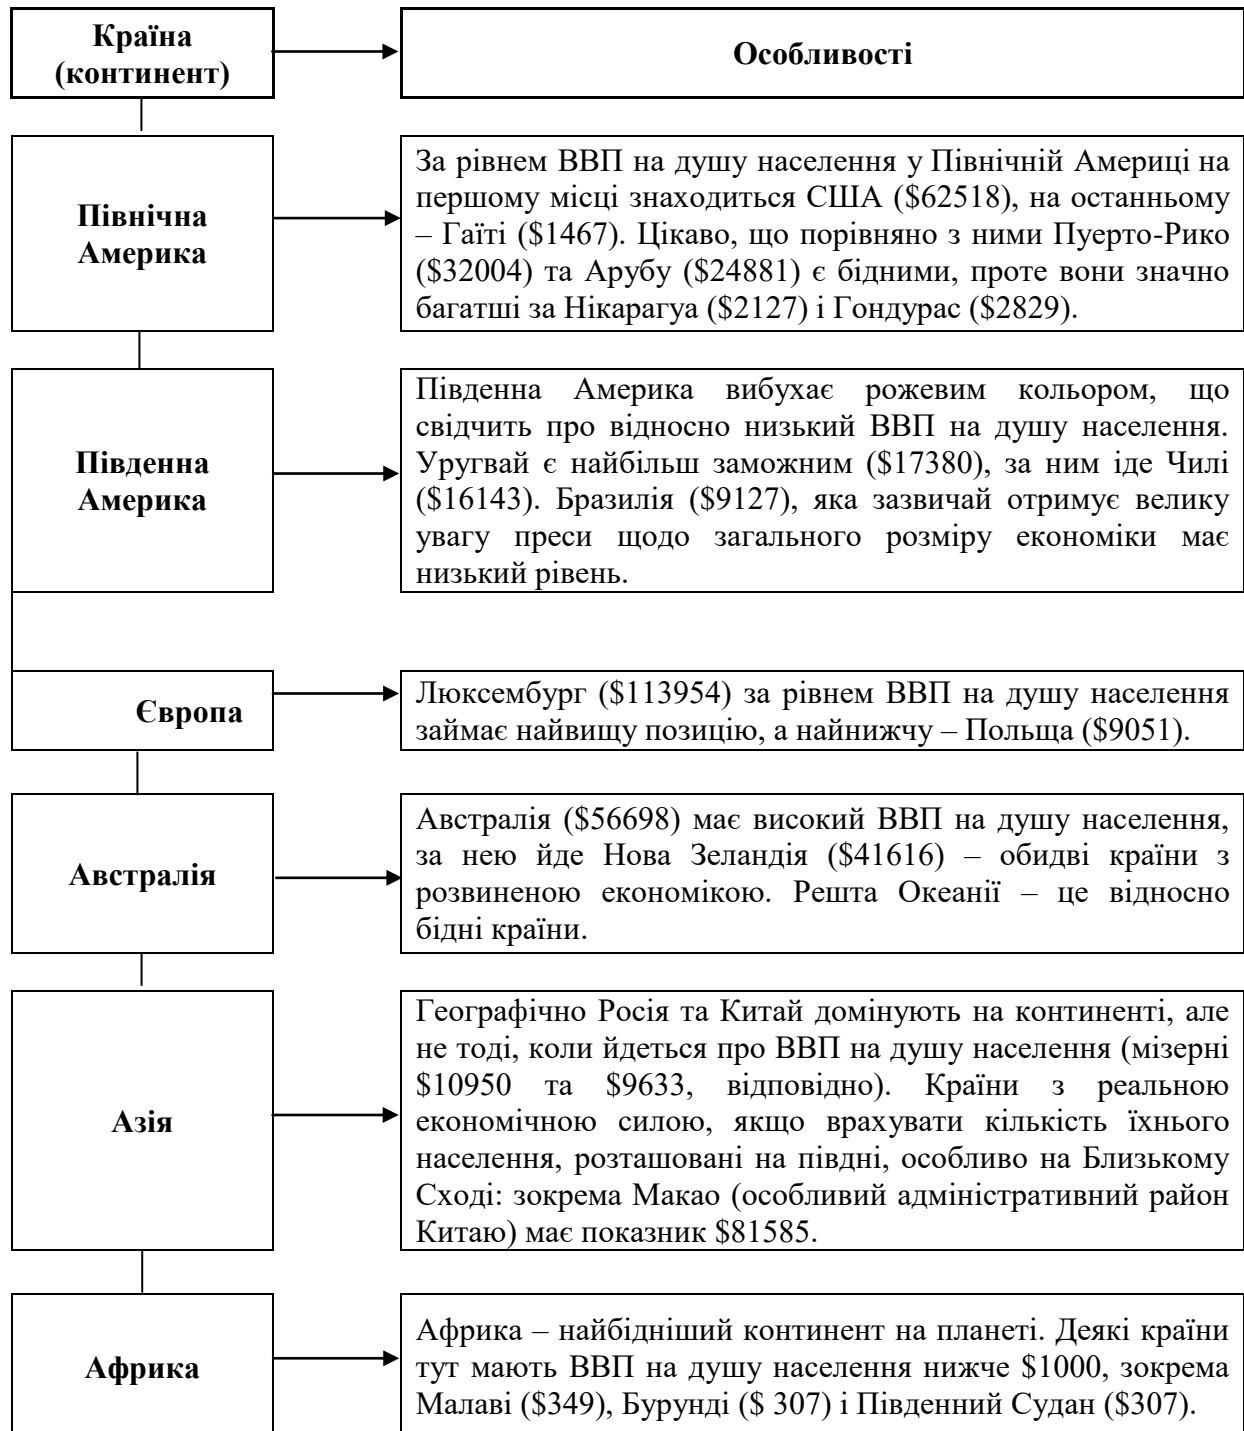 Країна
(континент)
Особливості
Північна
Америка
За рівнем ВВП на душу населення у Північній Америці на
першому місці знаходиться США ($62518), на останньому
– Гаїті ($1467). Цікаво, що порівняно з ними Пуерто-Рико
($32004) та Арубу ($24881) є бідними, проте вони значно
багатші за Нікарагуа ($2127) і Гондурас ($2829).
Південна
Америка
Південна Америка вибухає рожевим кольором, що
свідчить про відносно низький ВВП на душу населення.
Уругвай є найбільш заможним ($17380), за ним іде Чилі
($16143). Бразилія ($9127), яка зазвичай отримує велику
увагу преси щодо загального розміру економіки має
низький рівень.
Європа
Люксембург ($113954) за рівнем ВВП на душу населення
займає найвищу позицію, а найнижчу – Польща ($9051).
Австралія
Австралія ($56698) має високий ВВП на душу населення,
за нею йде Нова Зеландія ($41616) – обидві країни з
розвиненою економікою. Решта Океанії – це відносно
бідні країни.
Азія
Географічно Росія та Китай домінують на континенті, але
не тоді, коли йдеться про ВВП на душу населення (мізерні
$10950 та $9633, відповідно). Країни з реальною
економічною силою, якщо врахувати кількість їхнього
населення, розташовані на півдні, особливо на Близькому
Сході: зокрема Макао (особливий адміністративний район
Китаю) має показник $81585.
Африка
Африка – найбідніший континент на планеті. Деякі країни
тут мають ВВП на душу населення нижче $1000, зокрема
Малаві ($349), Бурунді ($ 307) і Південний Судан ($307).